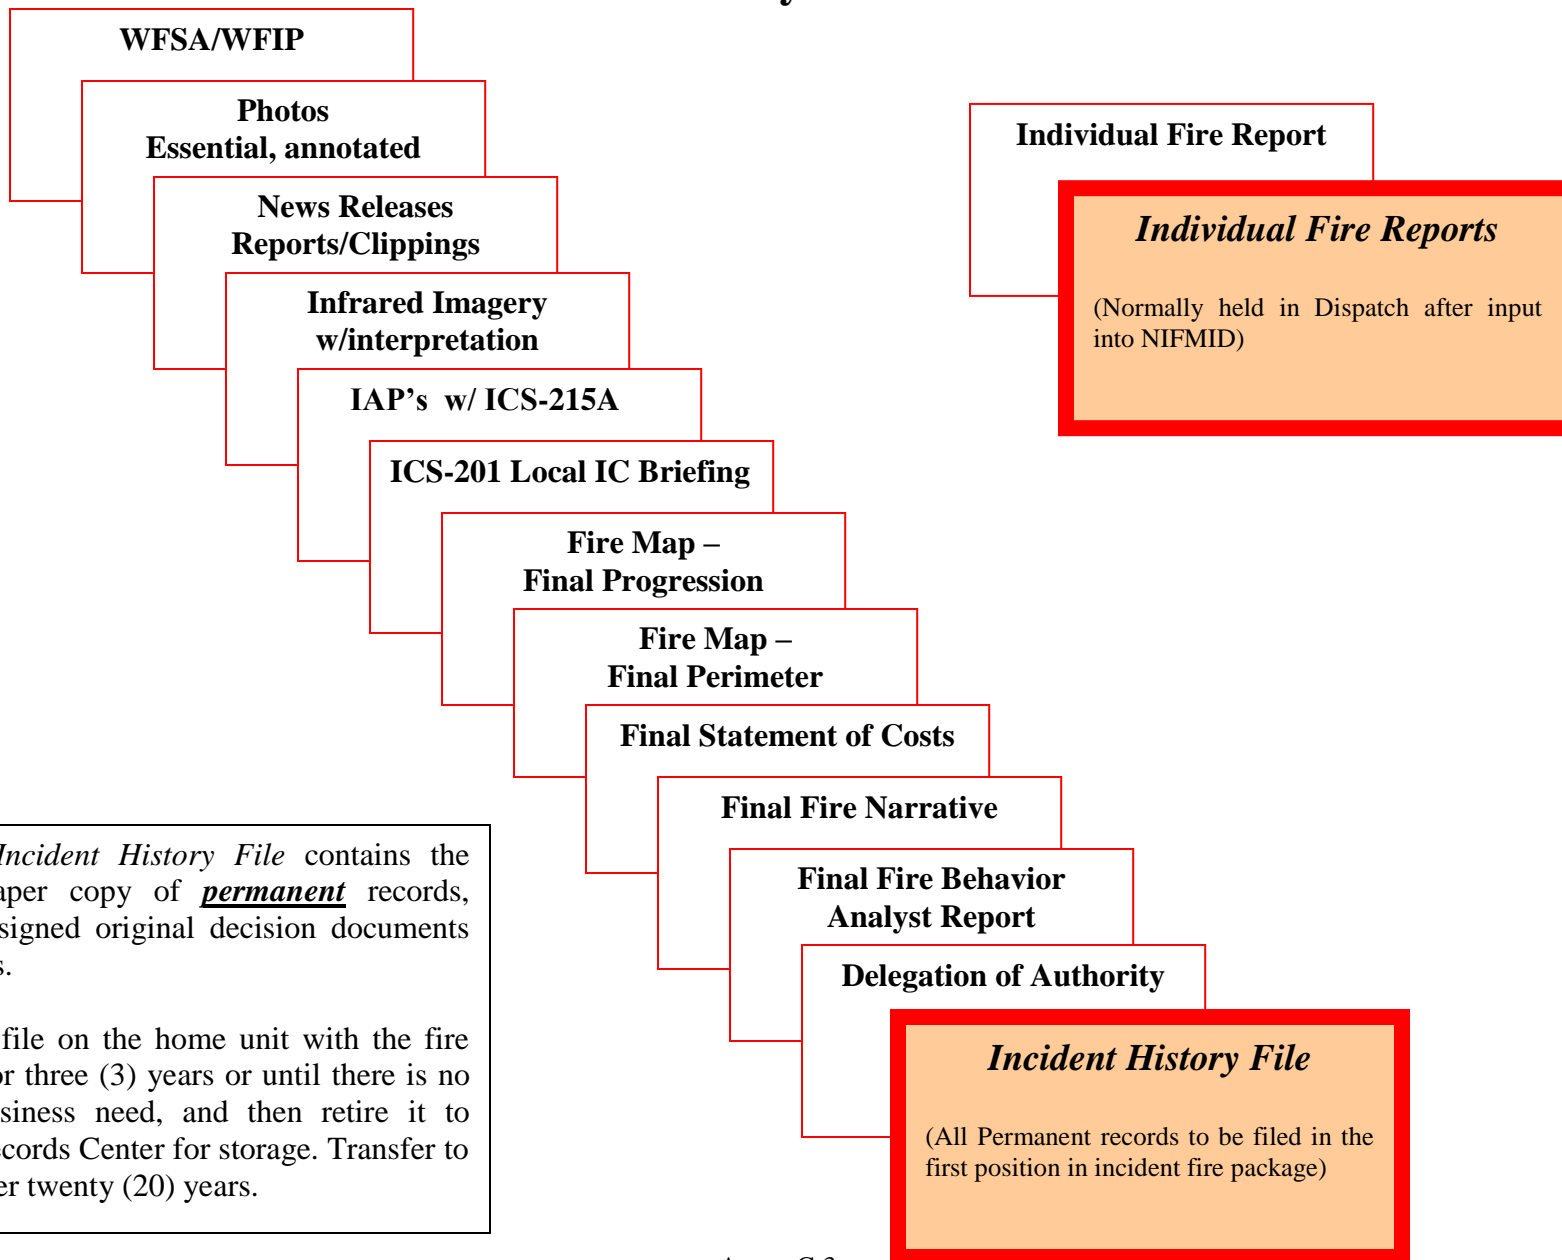 WFSA/WFIP
Photos
Essential, annotated
News Releases
Reports/Clippings
Infrared Imagery
w/interpretation
IAP’s w/ ICS-215A
ICS-201 Local IC Briefing
Fire Map –
Final Progression
Fire Map –
Final Perimeter
Final Statement of Costs
Final Fire Narrative
Final Fire Behavior
Analyst Report
Delegation of Authority
Incident History File
(All Permanent records to be filed in the
first position in incident fire package)
Individual Fire Report
Individual Fire Reports
(Normally held in Dispatch after input
into NIFMID)
Incident History File contains the
copy of permanent records,
signed original decision documents
file on the home unit with the fire
three (3) years or until there is no
need, and then retire it to
Center for storage. Transfer to
twenty (20) years.